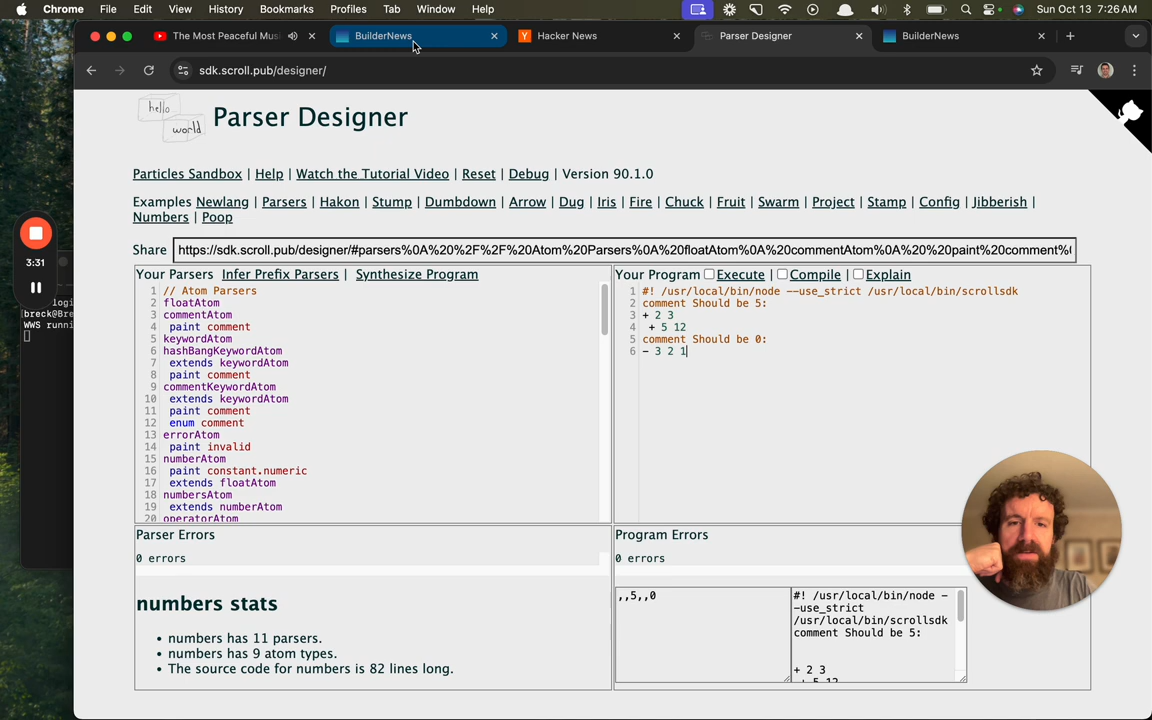 Chrome File Edit View History Bookmarks Profiles Tab Window Help Sun Oct 13 7:26 AM
The Most Peaceful Mus BuilderNews Hacker News Parser Designer BuilderNews
sdk.scroll.pub/designer/
hello
world
Parser Designer
Particles Sandbox | Help | Watch the Tutorial Video | Reset | Debug | Version 90.1.0
Examples Newlang | Parsers | Hakon | Stump | Dumbdown | Arrow | Dug | Iris | Fire | Chuck | Fruit | Swarm | Project | Stamp | Config | Jibberish |
Numbers | Poop
Share https://sdk.scroll.pub/designer/#parsers%0A%20%2F%2F%20Atom%20Parsers%0A%20floatAtom%0A%20commentAtom%0A%20%20paint%20comment%
3:31
Your Parsers Infer Prefix Parsers | Synthesize Program
1 // Atom Parsers
2 floatAtom
3 commentAtom
4 paint comment
5 keywordAtom
6 hashBangKeywordAtom
7 extends keywordAtom
8 paint comment
9 commentKeywordAtom
10 extends keywordAtom
11 paint comment
12 enum comment
13 errorAtom
14 paint invalid
15 numberAtom
16 paint constant.numeric
17 extends floatAtom
18 numbersAtom
19 extends numberAtom
20 operatorAtom
Your Program Execute | Compile | Explain
1 #! /usr/local/bin/node --use_strict /usr/local/bin/scrollsdk
2 comment Should be 5:
3 + 2 3
4 + 5 12
5 comment Should be 0:
6 - 3 2 1
logi
breck@Bre
WWS runni
Parser Errors
0 errors
Program Errors
0 errors
numbers stats
• numbers has 11 parsers.
• numbers has 9 atom types.
• The source code for numbers is 82 lines long.
,,5,,0
#! /usr/local/bin/node -
-use_strict
/usr/local/bin/scrollsdk
comment Should be 5:
+ 2 3
+ 5 12